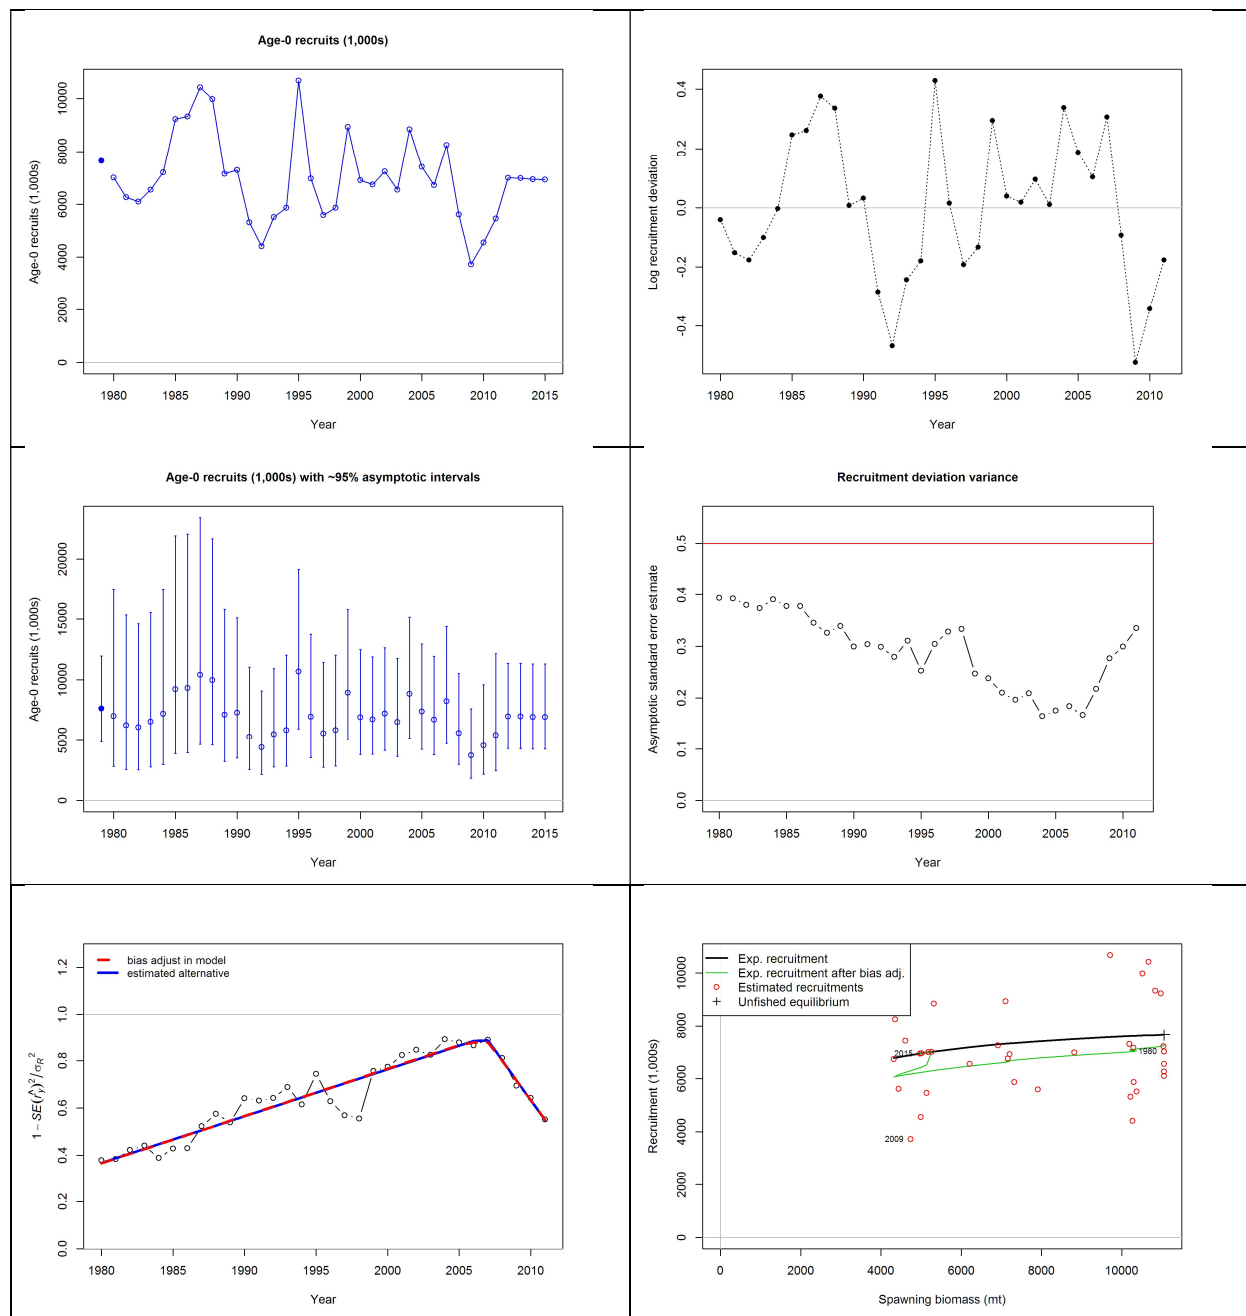 Age-0 recruits (1,000s)
Age-0 recruits (1,000s)
0 2000 4000 6000 8000 10000
1980 1985 1990 1995 2000 2005 2010 2015
Year
Log recruitment deviation
-0.4 -0.2 0.0 0.2 0.4
1980 1985 1990 1995 2000 2005 2010
Year
Age-0 recruits (1,000s) with ~95% asymptotic intervals
Age-0 recruits (1,000s)
0 5000 10000 15000 20000
1980 1985 1990 1995 2000 2005 2010 2015
Year
Recruitment deviation variance
Asymptotic standard error estimate
0.0 0.1 0.2 0.3 0.4 0.5
1980 1985 1990 1995 2000 2005 2010
Year
bias adjust in model
estimated alternative
1 − SE(r̂y)² / σR²
0.0 0.2 0.4 0.6 0.8 1.0 1.2
1980 1985 1990 1995 2000 2005 2010
Year
Exp. recruitment
Exp. recruitment after bias adj.
Estimated recruitments
Unfished equilibrium
2015
1980
2009
Recruitment (1,000s)
0 2000 4000 6000 8000 10000
0 2000 4000 6000 8000 10000
Spawning biomass (mt)